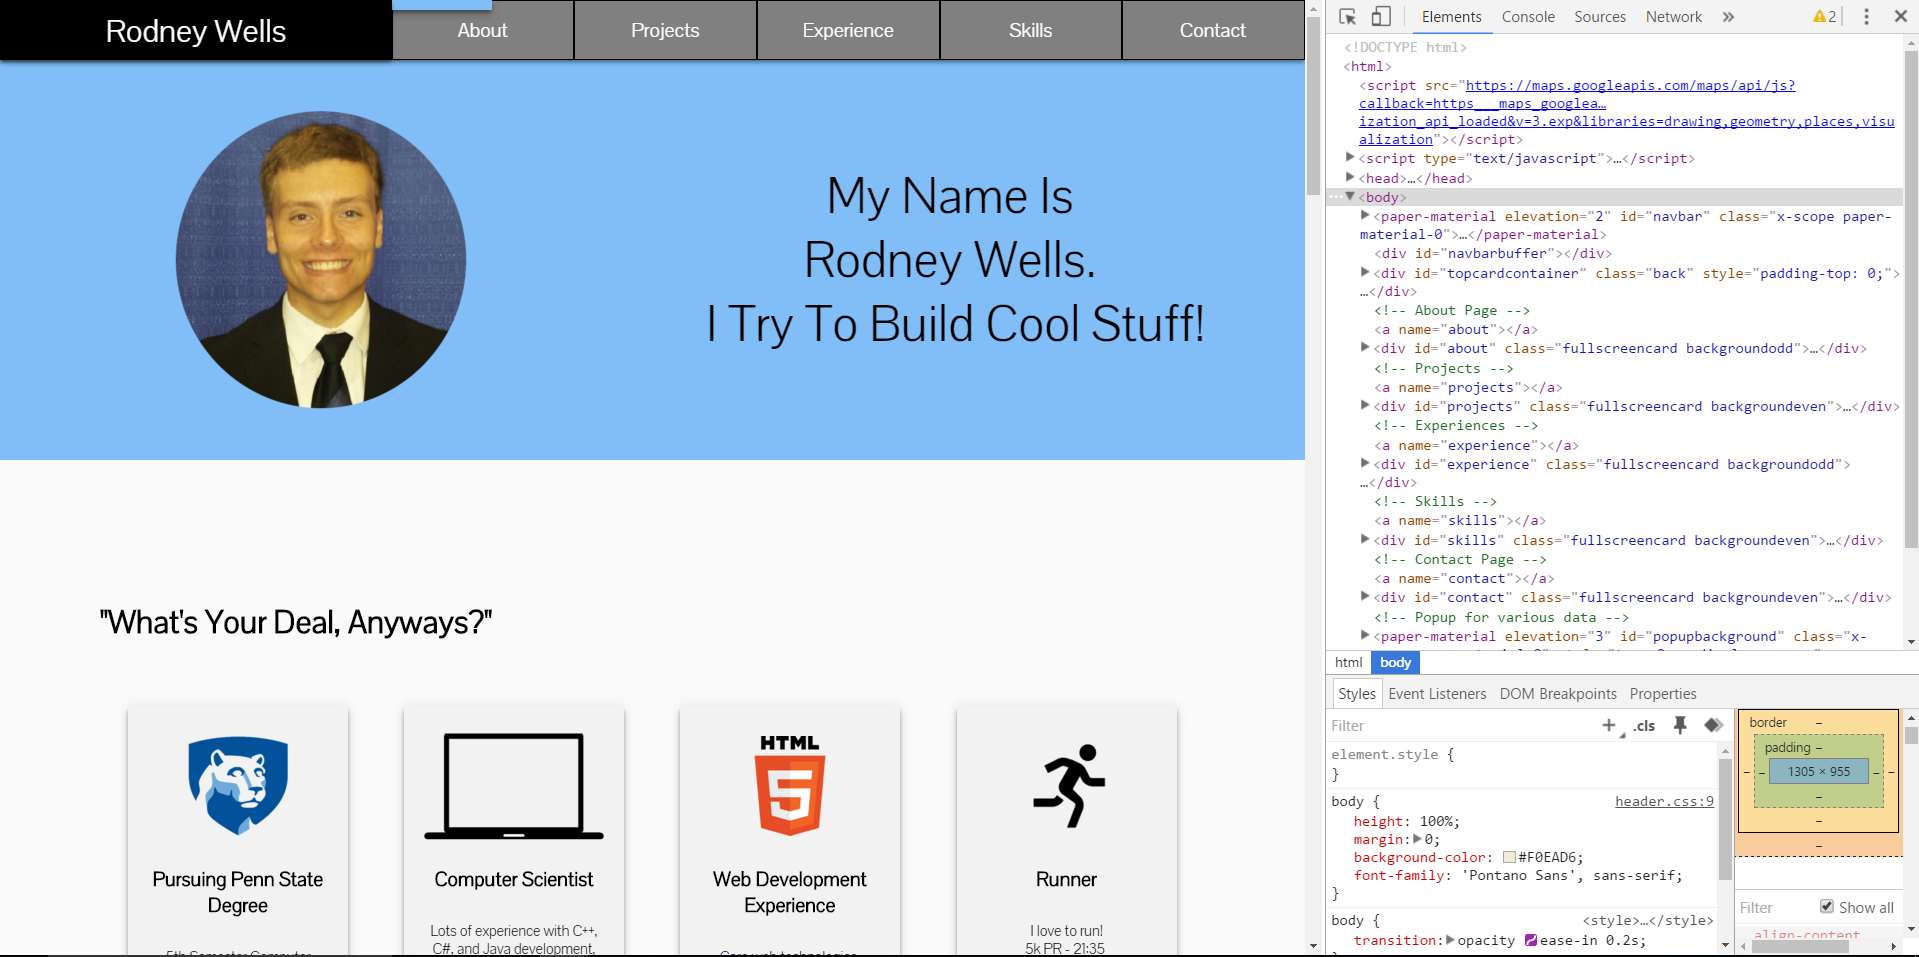 Rodney Wells
About
Projects
Experience
Skills
Contact
My Name Is
Rodney Wells.
I Try To Build Cool Stuff!
"What's Your Deal, Anyways?"
Pursuing Penn State
Degree
5th Semester Computer
Computer Scientist
Lots of experience with C++,
C#, and Java development,
HTML
5
Web Development
Experience
Core web technologies
Runner
I love to run!
5k PR - 21:35
Elements
Console
Sources
Network
»
2
<!DOCTYPE html>
<html>
<script src="https://maps.googleapis.com/maps/api/js?
callback=https___maps_googlea…
ization_api_loaded&v=3.exp&libraries=drawing,geometry,places,visu
alization"></script>
<script type="text/javascript">…</script>
<head>…</head>
<body>
<paper-material elevation="2" id="navbar" class="x-scope paper-
material-0">…</paper-material>
<div id="navbarbuffer"></div>
<div id="topcardcontainer" class="back" style="padding-top: 0;">
…</div>
<!-- About Page -->
<a name="about"></a>
<div id="about" class="fullscreencard backgroundodd">…</div>
<!-- Projects -->
<a name="projects"></a>
<div id="projects" class="fullscreencard backgroundeven">…</div>
<!-- Experiences -->
<a name="experience"></a>
<div id="experience" class="fullscreencard backgroundodd">
…</div>
<!-- Skills -->
<a name="skills"></a>
<div id="skills" class="fullscreencard backgroundeven">…</div>
<!-- Contact Page -->
<a name="contact"></a>
<div id="contact" class="fullscreencard backgroundeven">…</div>
<!-- Popup for various data -->
<paper-material elevation="3" id="popupbackground" class="x-
html
body
Styles
Event Listeners
DOM Breakpoints
Properties
Filter
+ .cls
element.style {
}
body {
header.css:9
height: 100%;
margin: 0;
background-color: #F0EAD6;
font-family: 'Pontano Sans', sans-serif;
}
body {
<style>…</style>
transition: opacity ease-in 0.2s;
border –
padding –
– – 1305 × 955 – –
–
–
–
Filter
Show all
align-content